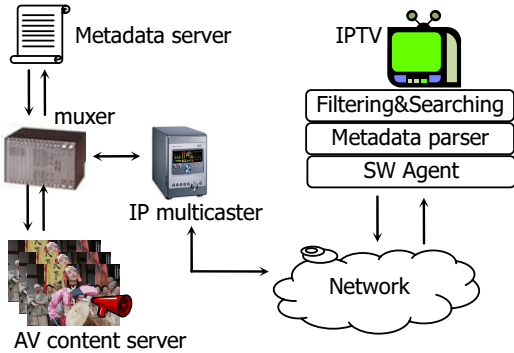 Metadata server
IPTV
muxer
Filtering&Searching
Metadata parser
SW Agent
IP multicaster
Network
AV content server